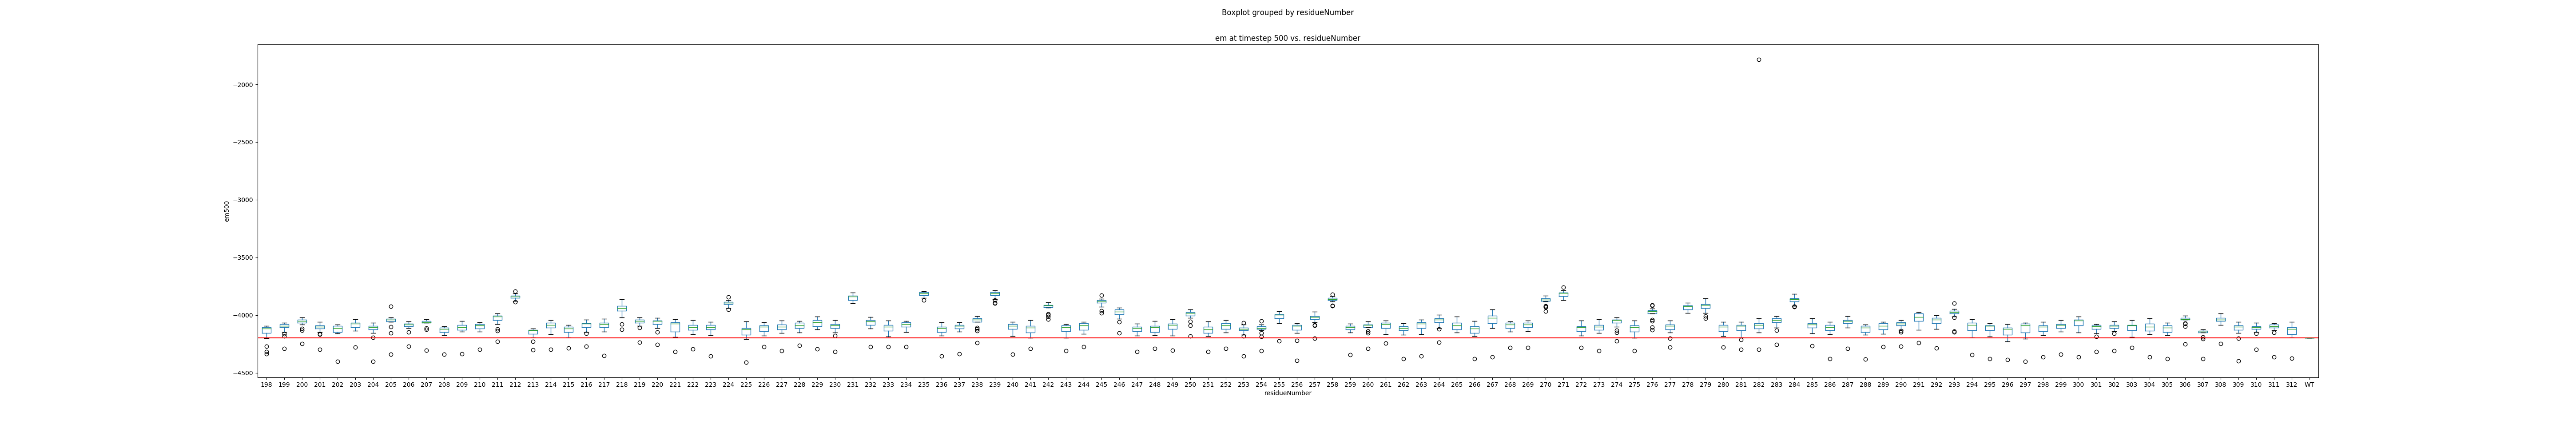 Boxplot grouped by residueNumber
em at timestep 500 vs. residueNumber
−2000
−2500
−3000
−3500
−4000
−4500
em500
198 199 200 201 202 203 204 205 206 207 208 209 210 211 212 213 214 215 216 217 218 219 220 221 222 223 224 225 226 227 228 229 230 231 232 233 234 235 236 237 238 239 240 241 242 243 244 245 246 247 248 249 250 251 252 253 254 255 256 257 258 259 260 261 262 263 264 265 266 267 268 269 270 271 272 273 274 275 276 277 278 279 280 281 282 283 284 285 286 287 288 289 290 291 292 293 294 295 296 297 298 299 300 301 302 303 304 305 306 307 308 309 310 311 312 WT
residueNumber